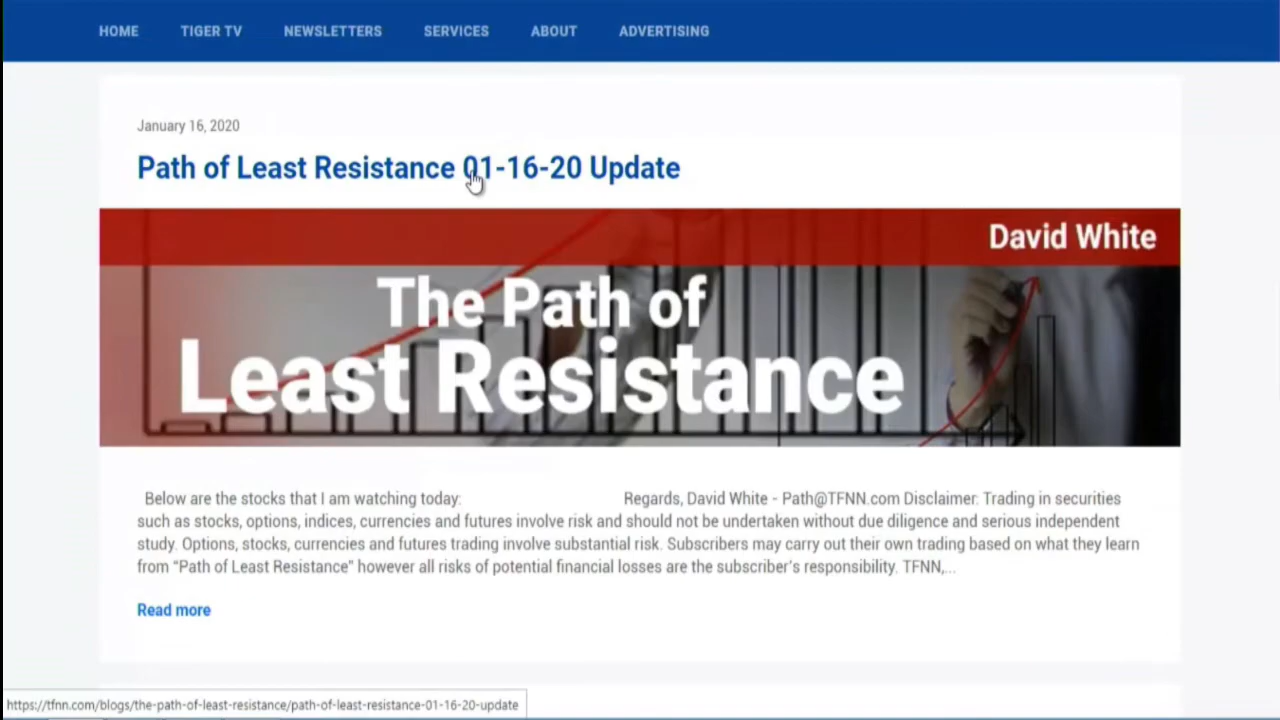 HOME TIGER TV NEWSLETTERS SERVICES ABOUT ADVERTISING
January 16, 2020
Path of Least Resistance 01-16-20 Update
David White
The Path of
Least Resistance
Below are the stocks that I am watching today: Regards, David White - Path@TFNN.com Disclaimer: Trading in securities
such as stocks, options, indices, currencies and futures involve risk and should not be undertaken without due diligence and serious independent
study. Options, stocks, currencies and futures trading involve substantial risk. Subscribers may carry out their own trading based on what they learn
from “Path of Least Resistance” however all risks of potential financial losses are the subscriber’s responsibility. TFNN,...
Read more
https://tfnn.com/blogs/the-path-of-least-resistance/path-of-least-resistance-01-16-20-update